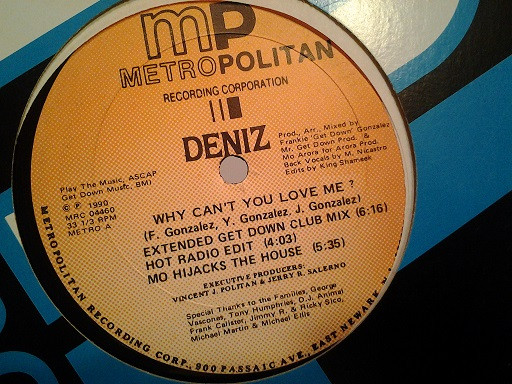 mp
METROPOLITAN
RECORDING CORPORATION
DENIZ
Prod., Arr., Mixed by
Frankie "Get Down" Gonzalez
Mr. Get Down Prod. &
Mo Arora for Arora Prod.
Back Vocals by M. Nicastro
Edits by King Shameek
Play The Music, ASCAP
Get Down Music, BMI
© ℗ 1990
MRC 04460
33 1/3 RPM
METRO A
WHY CAN'T YOU LOVE ME ?
(F. Gonzalez, Y. Gonzalez, J. Gonzalez)
EXTENDED GET DOWN CLUB MIX (6:16)
HOT RADIO EDIT (4:03)
MO HIJACKS THE HOUSE (5:35)
EXECUTIVE PRODUCERS:
VINCENT J. POLITAN & JERRY R. SALERNO
Special Thanks to the Families, George
Vasconas, Tony Humphries, D.J. Animal
Frank Calister, Jimmy R. & Ricky Sico,
Michael Martin & Michael Ellis
METROPOLITAN RECORDING CORP., 900 PASSAIC AVE., EAST NEWARK